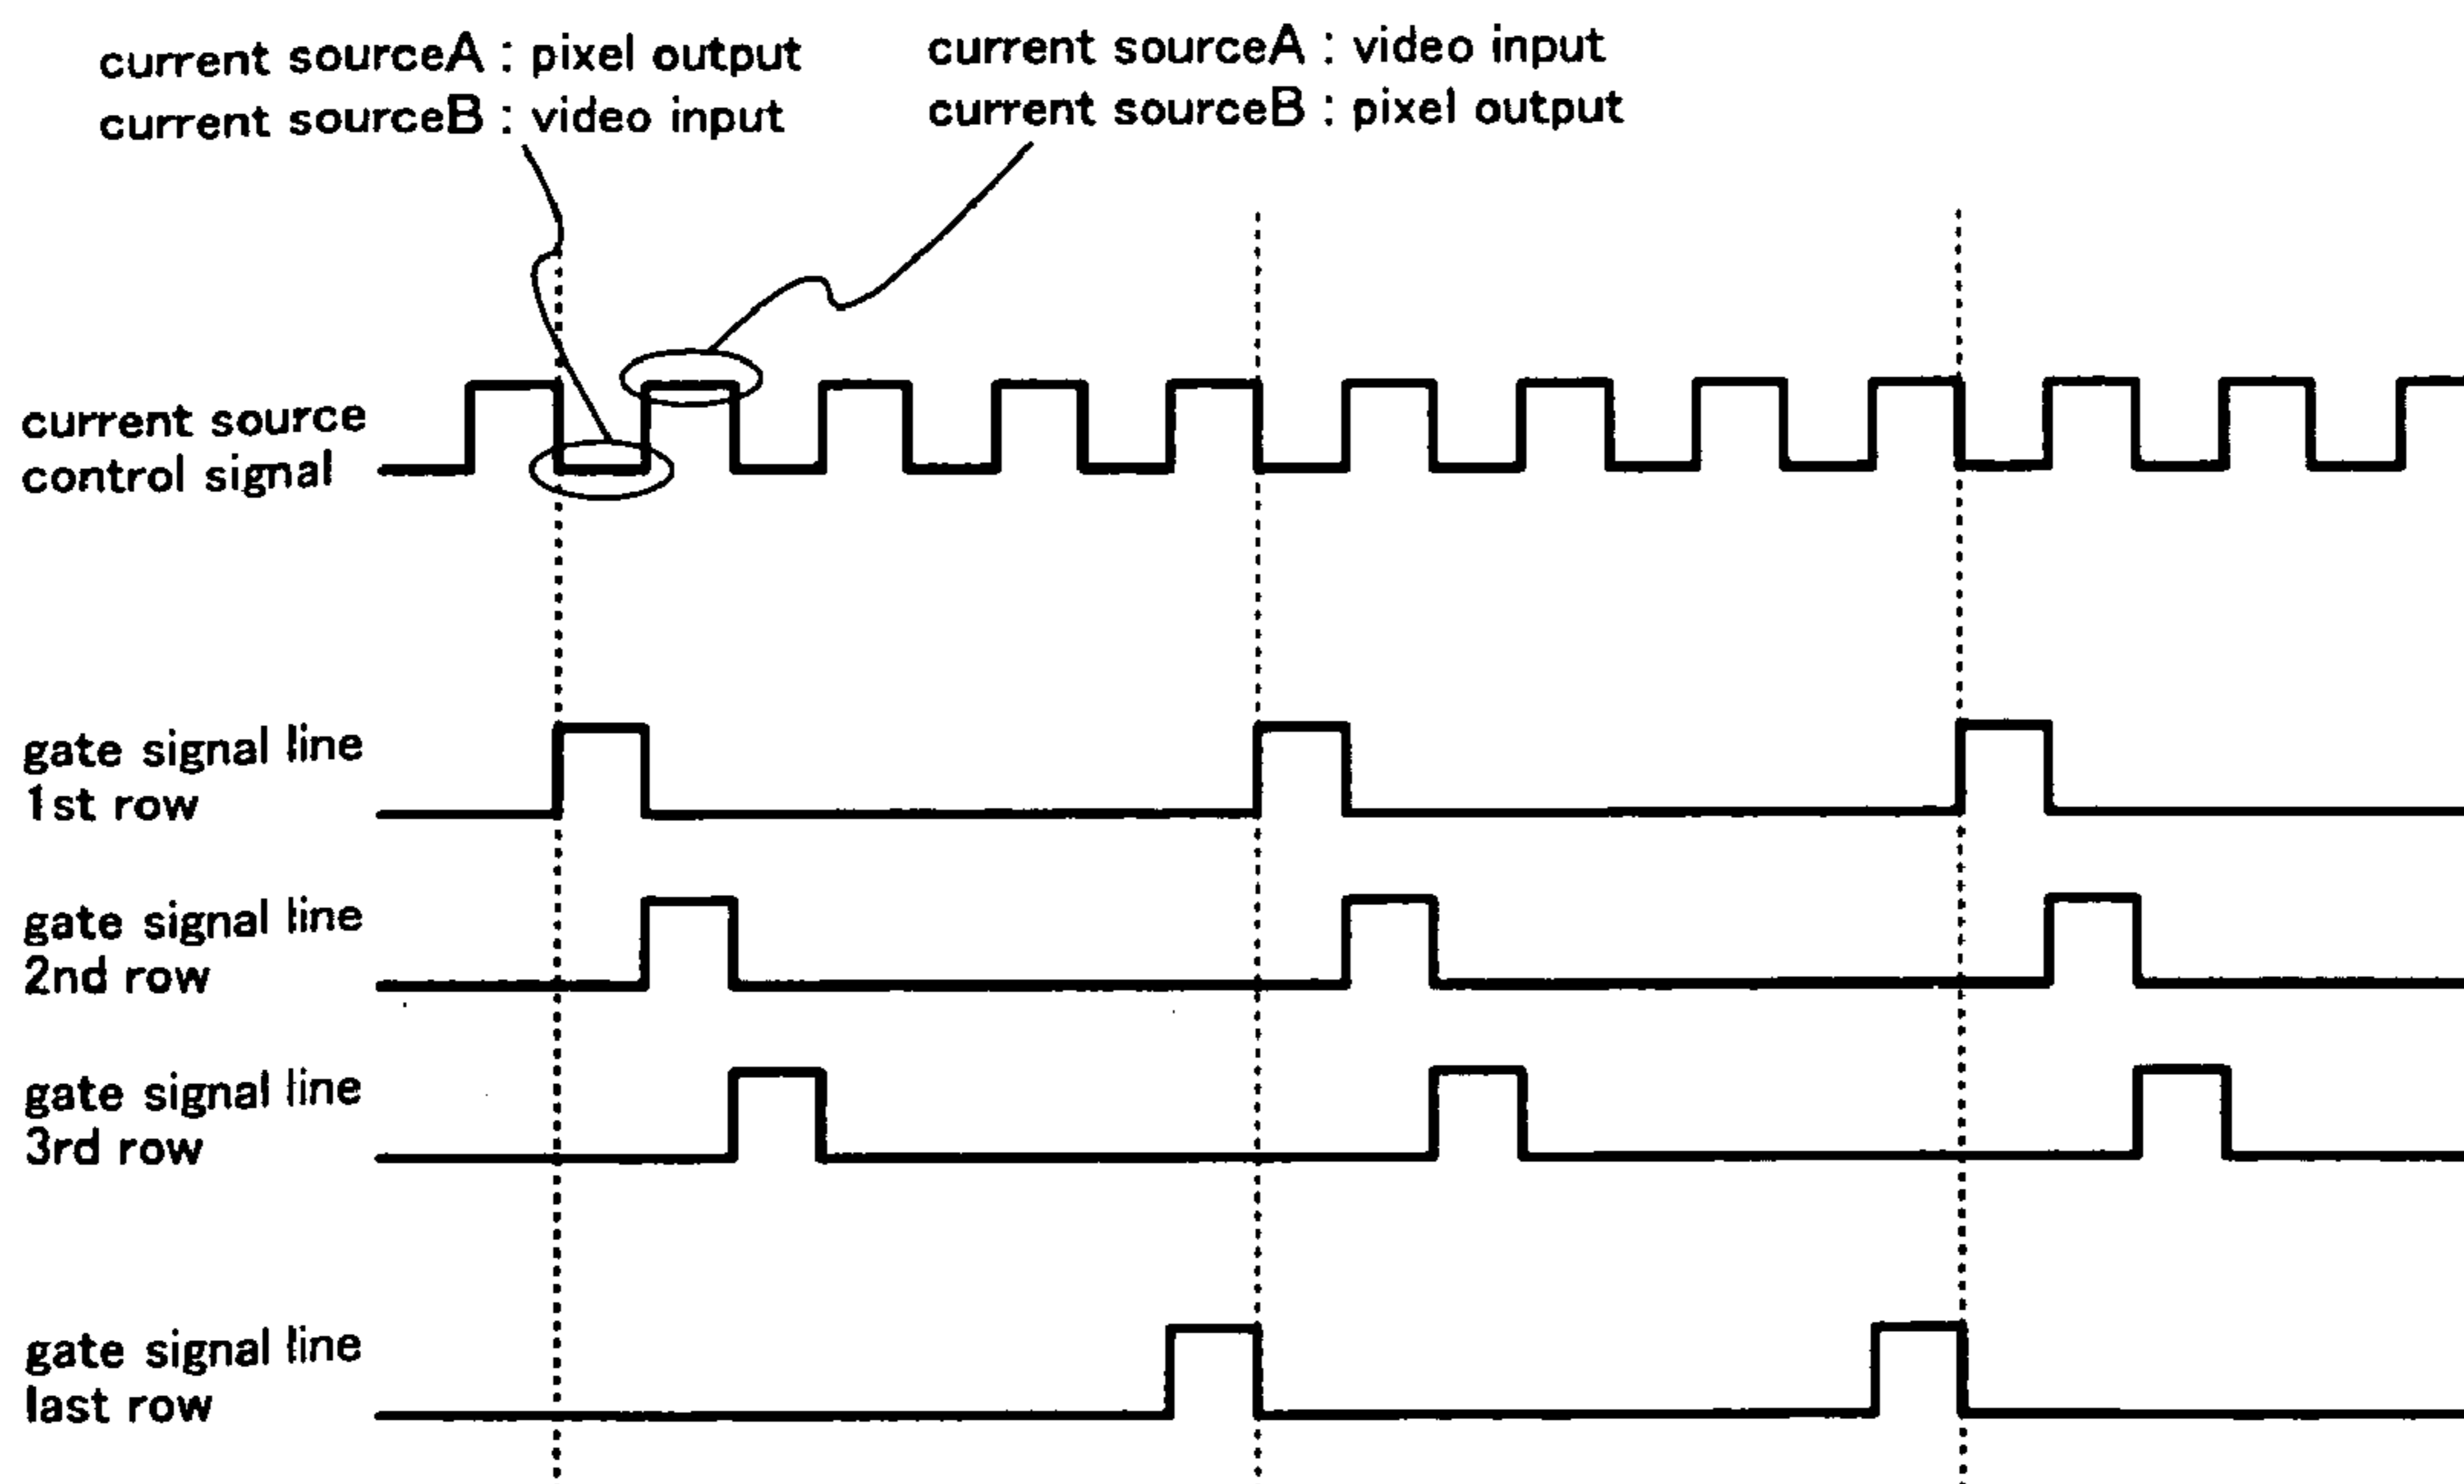 current sourceA : pixel output
current sourceB : video input
current sourceA : video input
current sourceB : pixel output
current source
control signal
gate signal line
1st row
gate signal line
2nd row
gate signal line
3rd row
gate signal line
last row